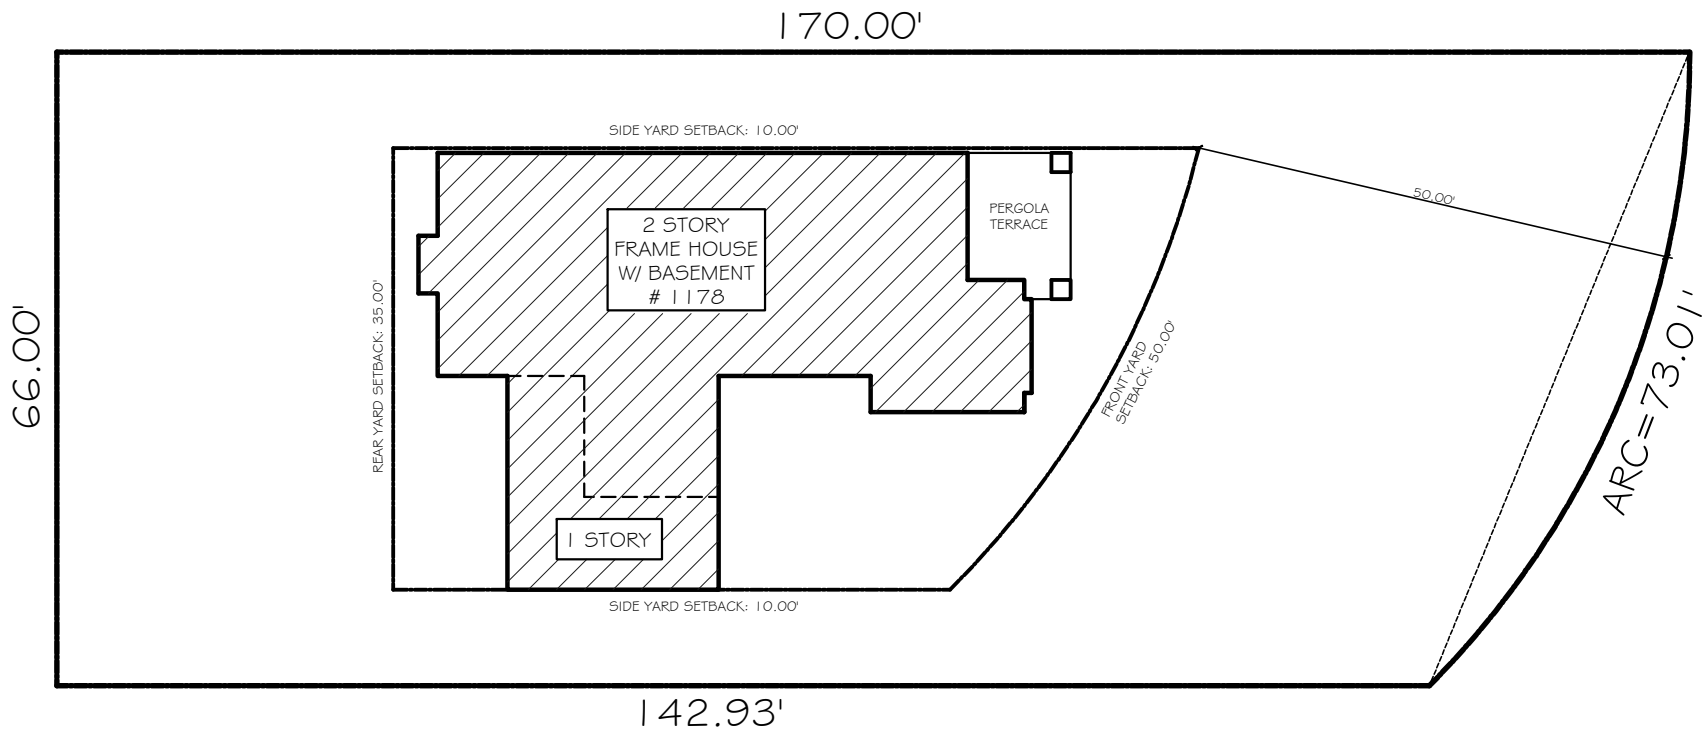 170.00'
SIDE YARD SETBACK: 10.00'
50.00'
PERGOLA
TERRACE
2 STORY
FRAME HOUSE
W/ BASEMENT
# 1178
REAR YARD SETBACK: 35.00'
66.00'
FRONT YARD
SETBACK: 50.00'
ARC=73.01'
1 STORY
SIDE YARD SETBACK: 10.00'
142.93'